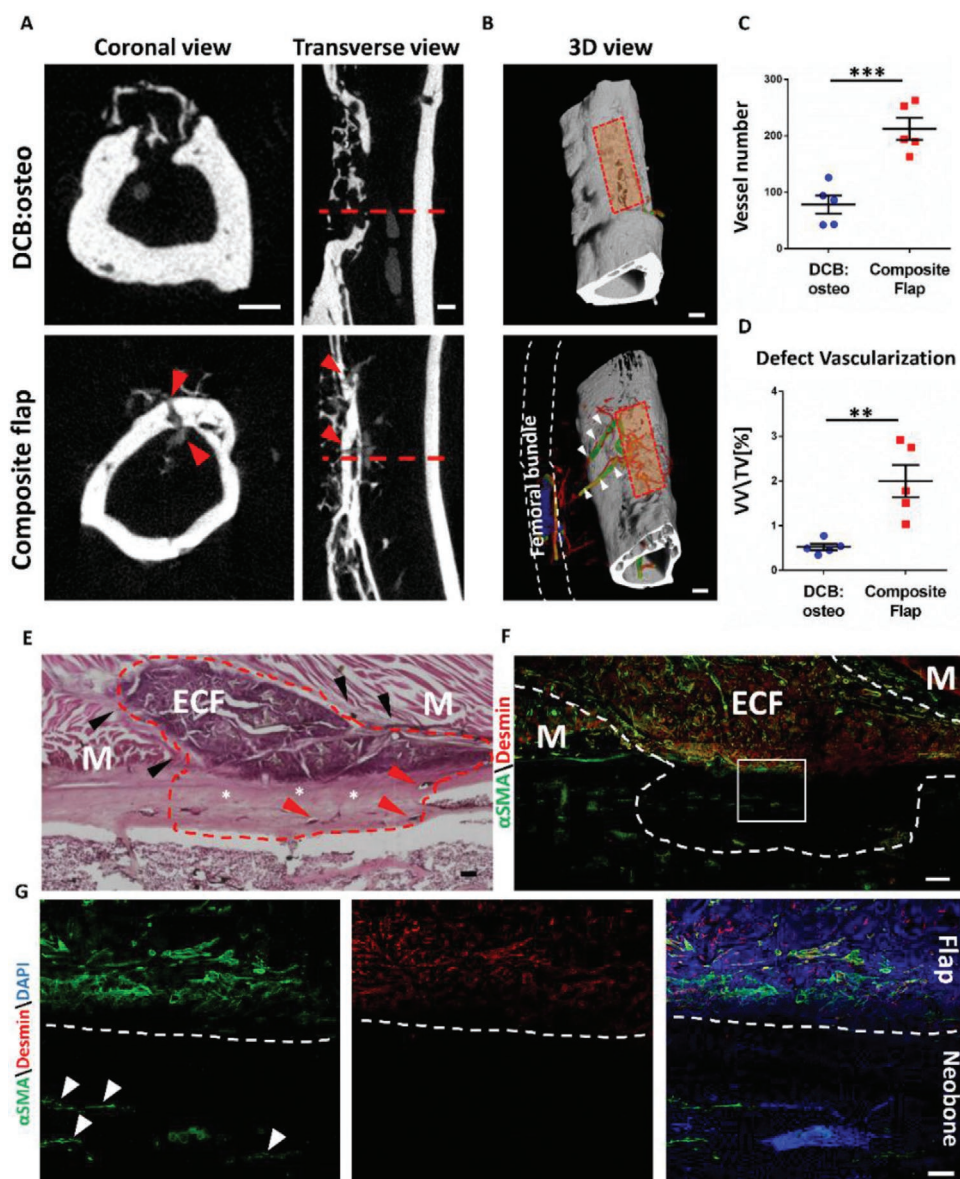 A
Coronal view
Transverse view
DCB:osteo
Composite flap
B
3D view
Femoral bundle
C
Vessel number
300
200
100
0
***
DCB:
osteo
Composite
Flap
D
Defect Vascularization
VV\TV[%]
4
3
2
1
0
**
DCB:
osteo
Composite
Flap
E
ECF
M
M
*
*
*
F
αSMA\Desmin
ECF
M
M
G
αSMA\Desmin\DAPI
Flap
Neobone